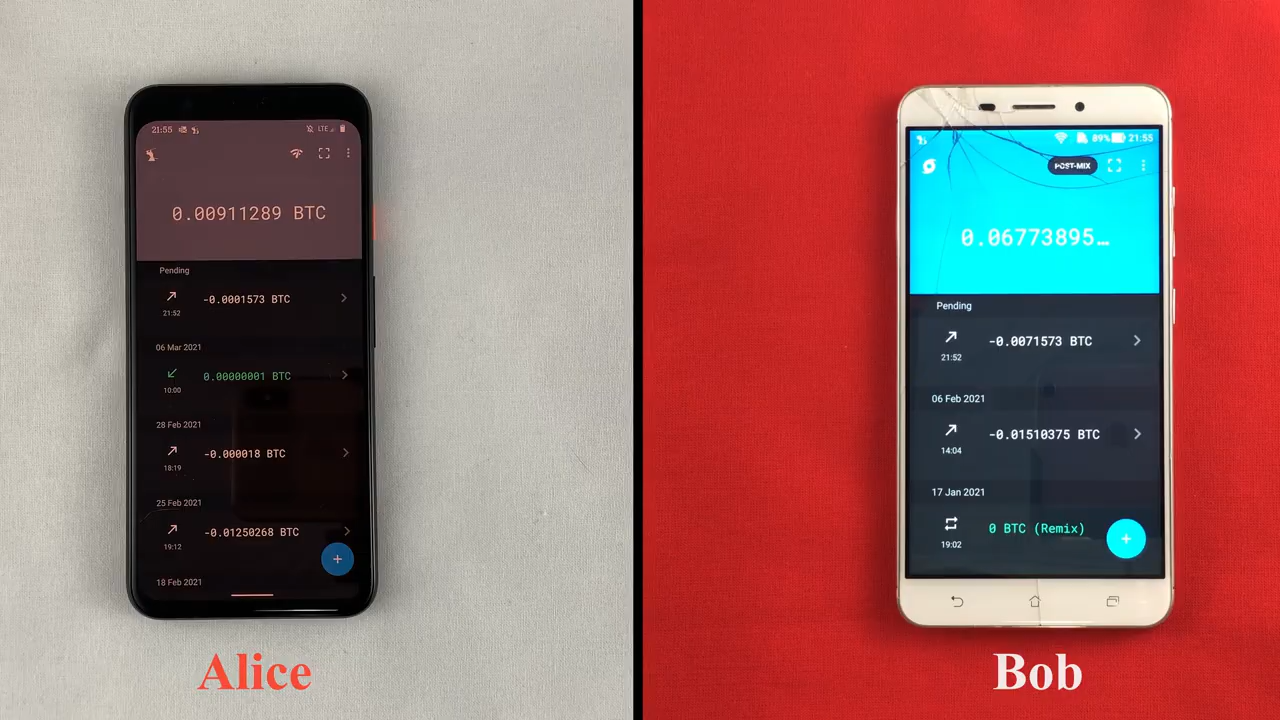 21:55
LTE
0.00911289 BTC
Pending
-0.0001573 BTC
21:52
06 Mar 2021
0.00000001 BTC
10:00
28 Feb 2021
-0.000018 BTC
18:19
25 Feb 2021
-0.01250268 BTC
19:12
+
18 Feb 2021
Alice
89% 21:55
POST-MIX
0.06773895…
Pending
-0.0071573 BTC
21:52
06 Feb 2021
-0.01510375 BTC
14:04
17 Jan 2021
0 BTC (Remix)
19:02
+
Bob